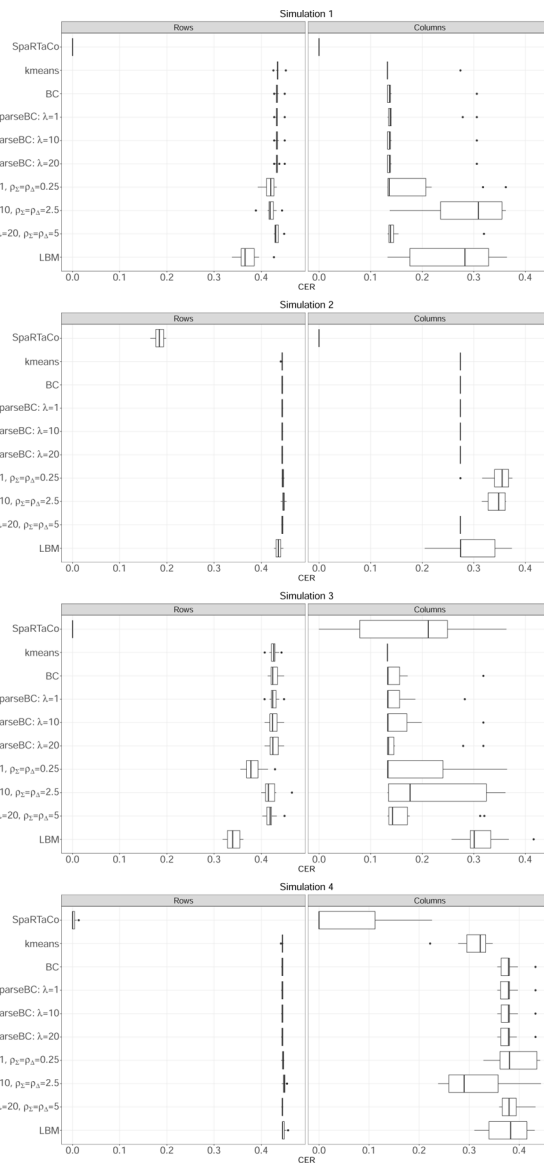 Simulation 1
Rows Columns
SpaRTaCo
kmeans
BC
parseBC: λ=1
parseBC: λ=10
parseBC: λ=20
1, ρΣ=ρΔ=0.25
10, ρΣ=ρΔ=2.5
=20, ρΣ=ρΔ=5
LBM
0.0 0.1 0.2 0.3 0.4 0.0 0.1 0.2 0.3 0.4
CER
Simulation 2
Rows Columns
SpaRTaCo
kmeans
BC
parseBC: λ=1
parseBC: λ=10
parseBC: λ=20
1, ρΣ=ρΔ=0.25
10, ρΣ=ρΔ=2.5
=20, ρΣ=ρΔ=5
LBM
0.0 0.1 0.2 0.3 0.4 0.0 0.1 0.2 0.3 0.4
CER
Simulation 3
Rows Columns
SpaRTaCo
kmeans
BC
parseBC: λ=1
parseBC: λ=10
parseBC: λ=20
1, ρΣ=ρΔ=0.25
10, ρΣ=ρΔ=2.5
=20, ρΣ=ρΔ=5
LBM
0.0 0.1 0.2 0.3 0.4 0.0 0.1 0.2 0.3 0.4
CER
Simulation 4
Rows Columns
SpaRTaCo
kmeans
BC
parseBC: λ=1
parseBC: λ=10
parseBC: λ=20
1, ρΣ=ρΔ=0.25
10, ρΣ=ρΔ=2.5
=20, ρΣ=ρΔ=5
LBM
0.0 0.1 0.2 0.3 0.4 0.0 0.1 0.2 0.3 0.4
CER